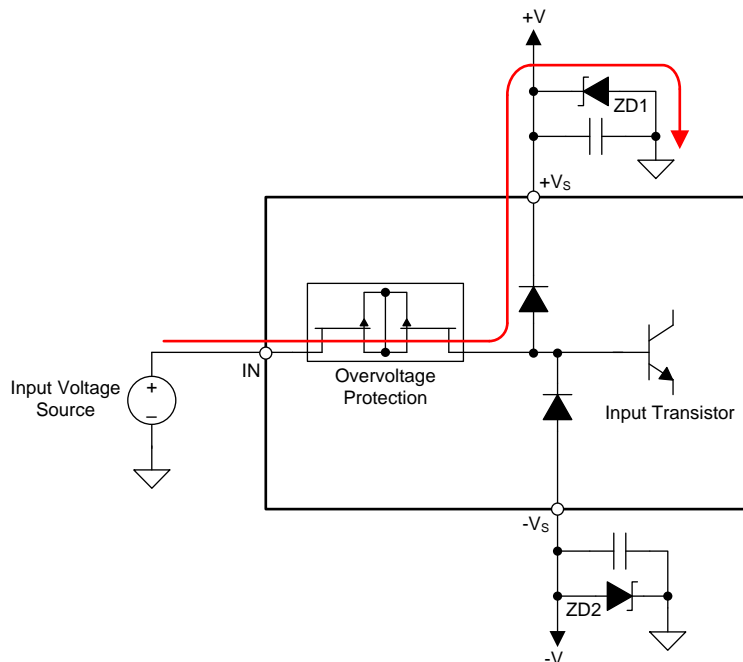 +V
ZD1
+VS
IN
Overvoltage
Protection
Input Voltage
Source
+
–
Input Transistor
-VS
ZD2
-V